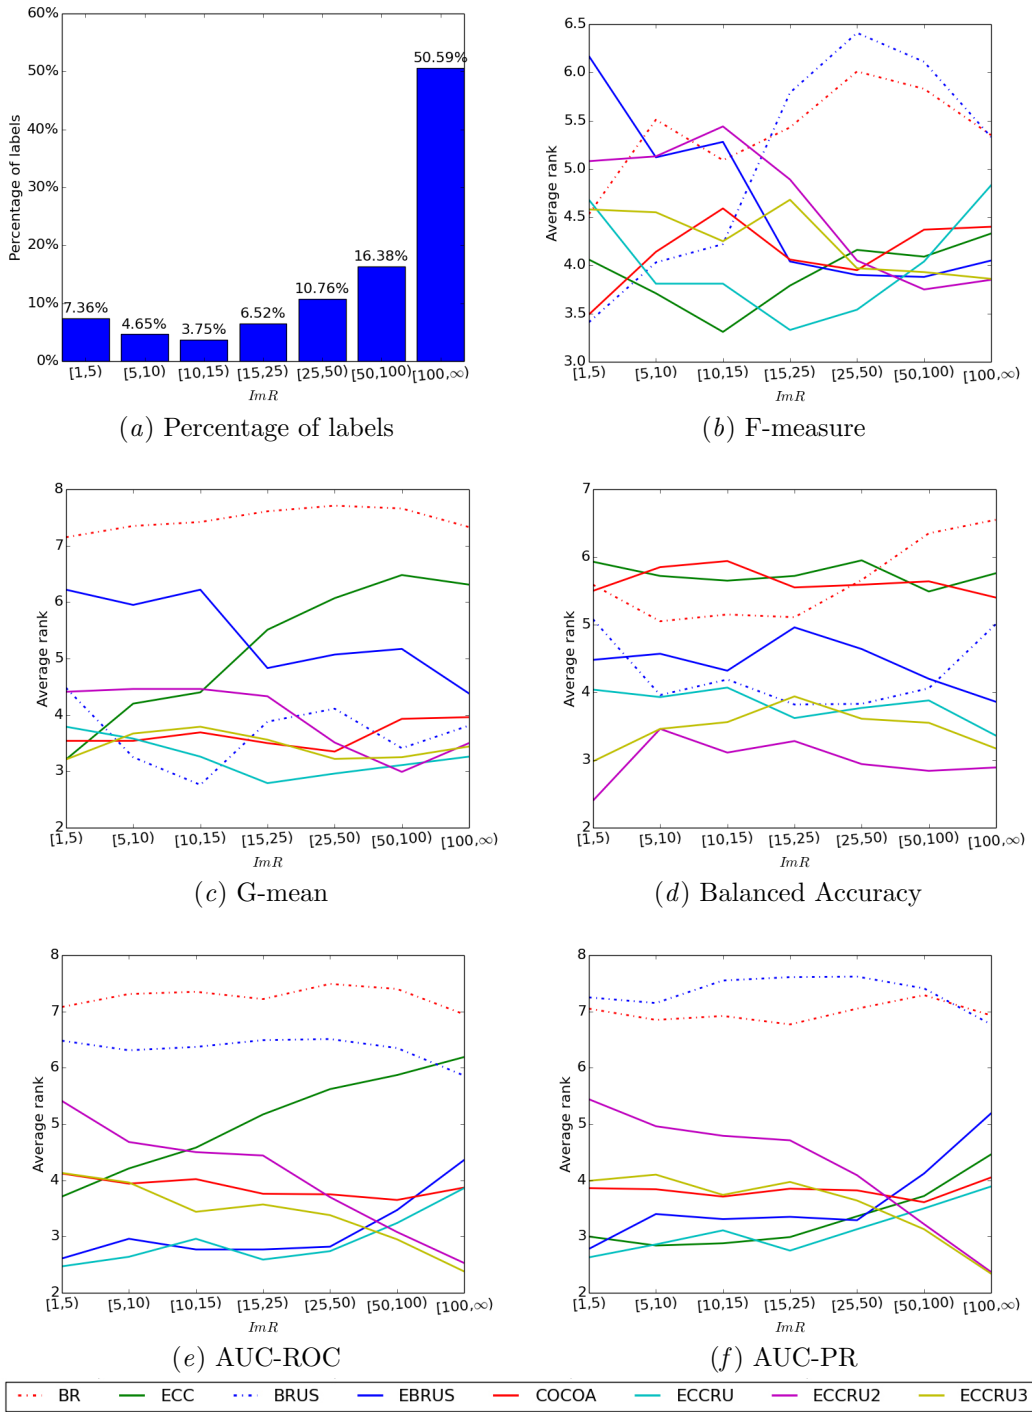 60%
50%
40%
30%
20%
10%
0%
Percentage of labels
7.36%
4.65%
3.75%
6.52%
10.76%
16.38%
50.59%
[1,5) [5,10) [10,15) [15,25) [25,50) [50,100) [100,∞)
ImR
(a) Percentage of labels
6.5
6.0
5.5
5.0
4.5
4.0
3.5
3.0
Average rank
[1,5) [5,10) [10,15) [15,25) [25,50) [50,100) [100,∞)
ImR
(b) F-measure
8
7
6
5
4
3
2
Average rank
[1,5) [5,10) [10,15) [15,25) [25,50) [50,100) [100,∞)
ImR
(c) G-mean
7
6
5
4
3
2
Average rank
[1,5) [5,10) [10,15) [15,25) [25,50) [50,100) [100,∞)
ImR
(d) Balanced Accuracy
8
7
6
5
4
3
2
Average rank
[1,5) [5,10) [10,15) [15,25) [25,50) [50,100) [100,∞)
ImR
(e) AUC-ROC
8
7
6
5
4
3
2
Average rank
[1,5) [5,10) [10,15) [15,25) [25,50) [50,100) [100,∞)
ImR
(f) AUC-PR
BR ECC BRUS EBRUS COCOA ECCRU ECCRU2 ECCRU3